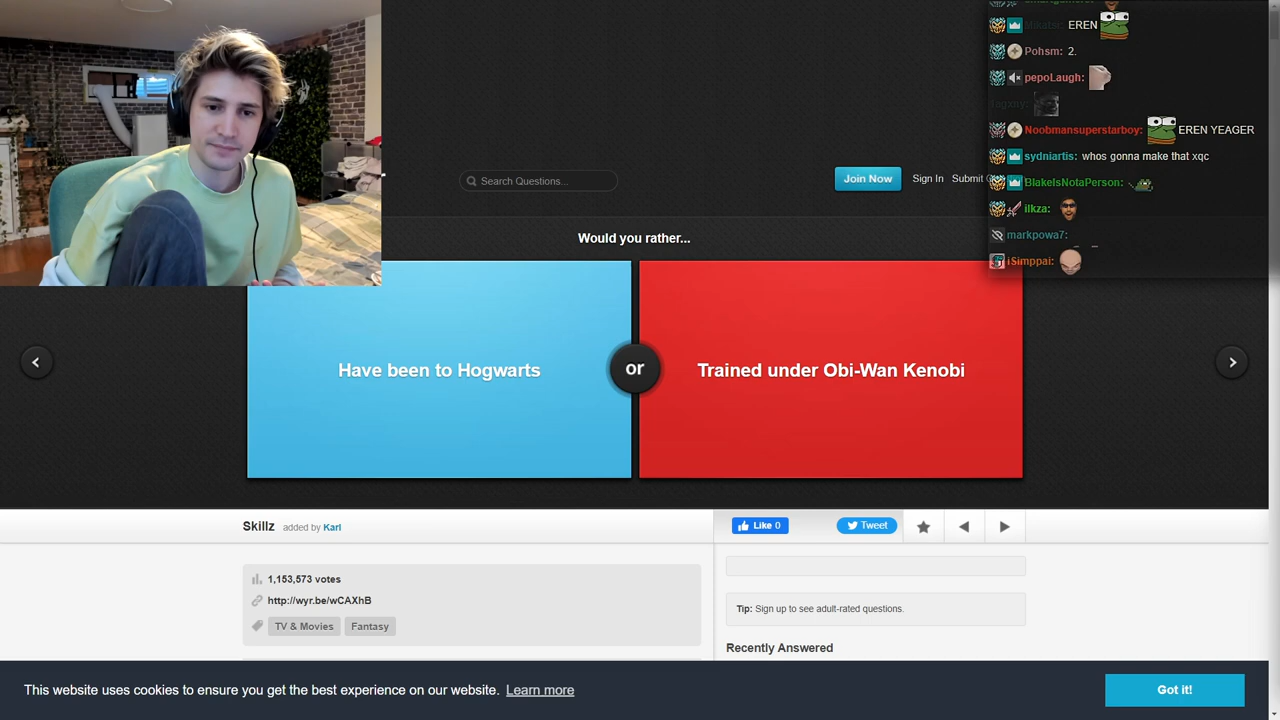 EREN
Pohsm: 2.
pepoLaugh:
Noobmansuperstarboy: EREN YEAGER
sydniartis: whos gonna make that xqc
BlakeIsNotaPerson:
ilkza:
markpowa7:
iSimppai:
Search Questions...
Join Now
Sign In
Submit
Would you rather...
Have been to Hogwarts
or
Trained under Obi-Wan Kenobi
Skillz added by Karl
Like 0
Tweet
1,153,573 votes
http://wyr.be/wCAXhB
TV & Movies
Fantasy
Tip: Sign up to see adult-rated questions.
Recently Answered
This website uses cookies to ensure you get the best experience on our website. Learn more
Got it!